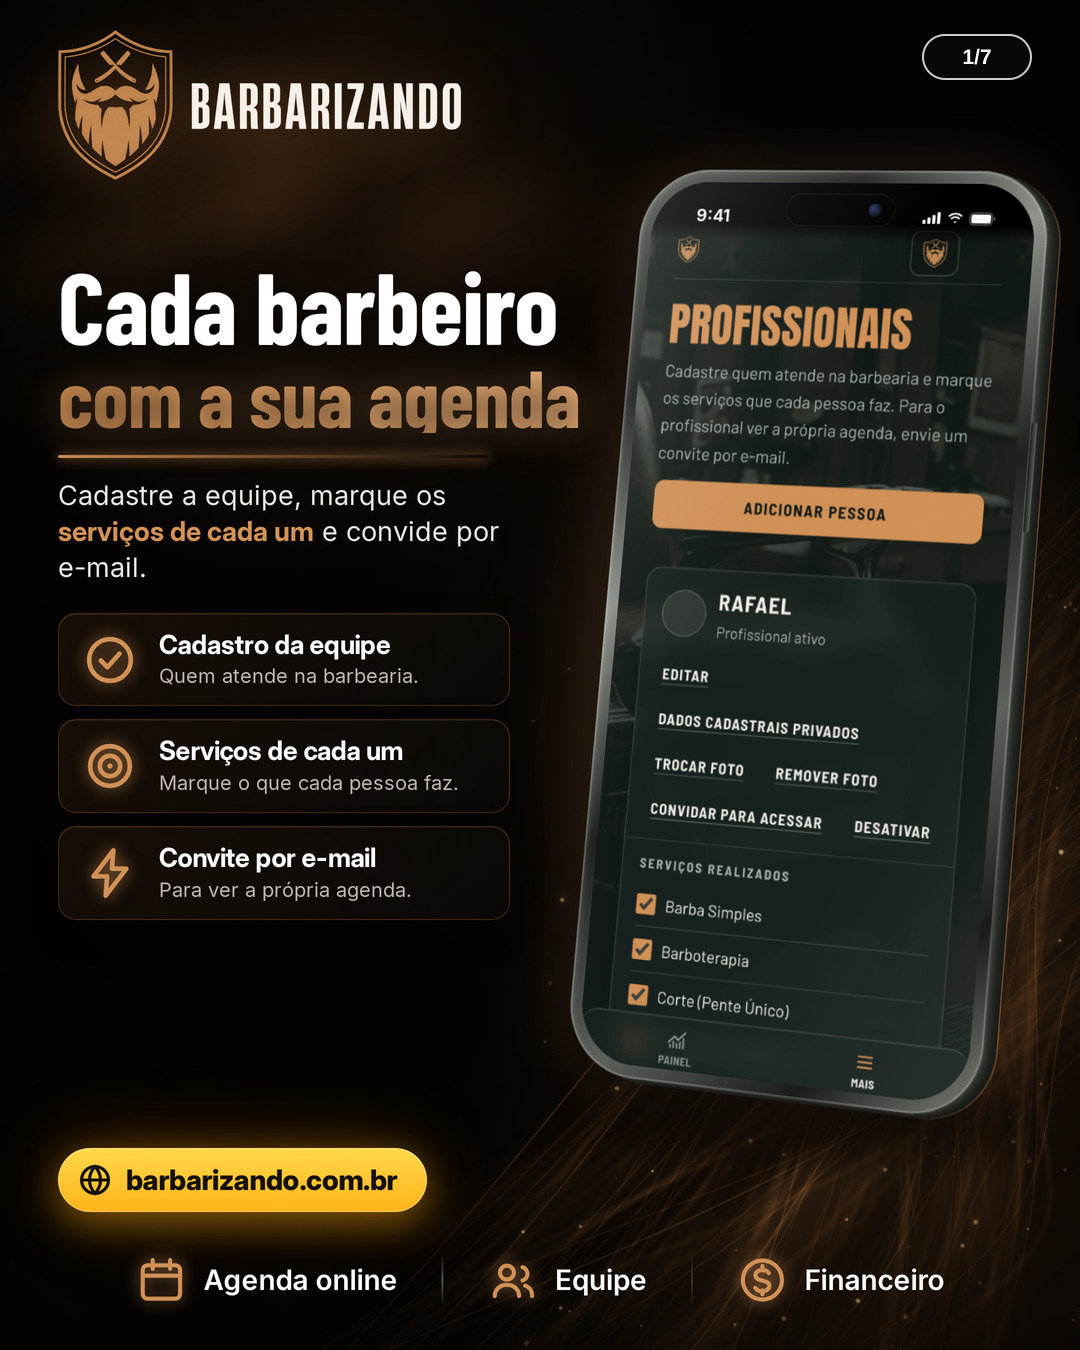 BARBARIZANDO
1/7
Cada barbeiro
com a sua agenda
Cadastre a equipe, marque os
serviços de cada um e convide por
e-mail.
Cadastro da equipe
Quem atende na barbearia.
Serviços de cada um
Marque o que cada pessoa faz.
Convite por e-mail
Para ver a própria agenda.
9:41
PROFISSIONAIS
Cadastre quem atende na barbearia e marque
os serviços que cada pessoa faz. Para o
profissional ver a própria agenda, envie um
convite por e-mail.
ADICIONAR PESSOA
RAFAEL
Profissional ativo
EDITAR
DADOS CADASTRAIS PRIVADOS
TROCAR FOTO REMOVER FOTO
CONVIDAR PARA ACESSAR DESATIVAR
SERVIÇOS REALIZADOS
Barba Simples
Barboterapia
Corte (Pente Único)
PAINEL MAIS
barbarizando.com.br
Agenda online Equipe Financeiro